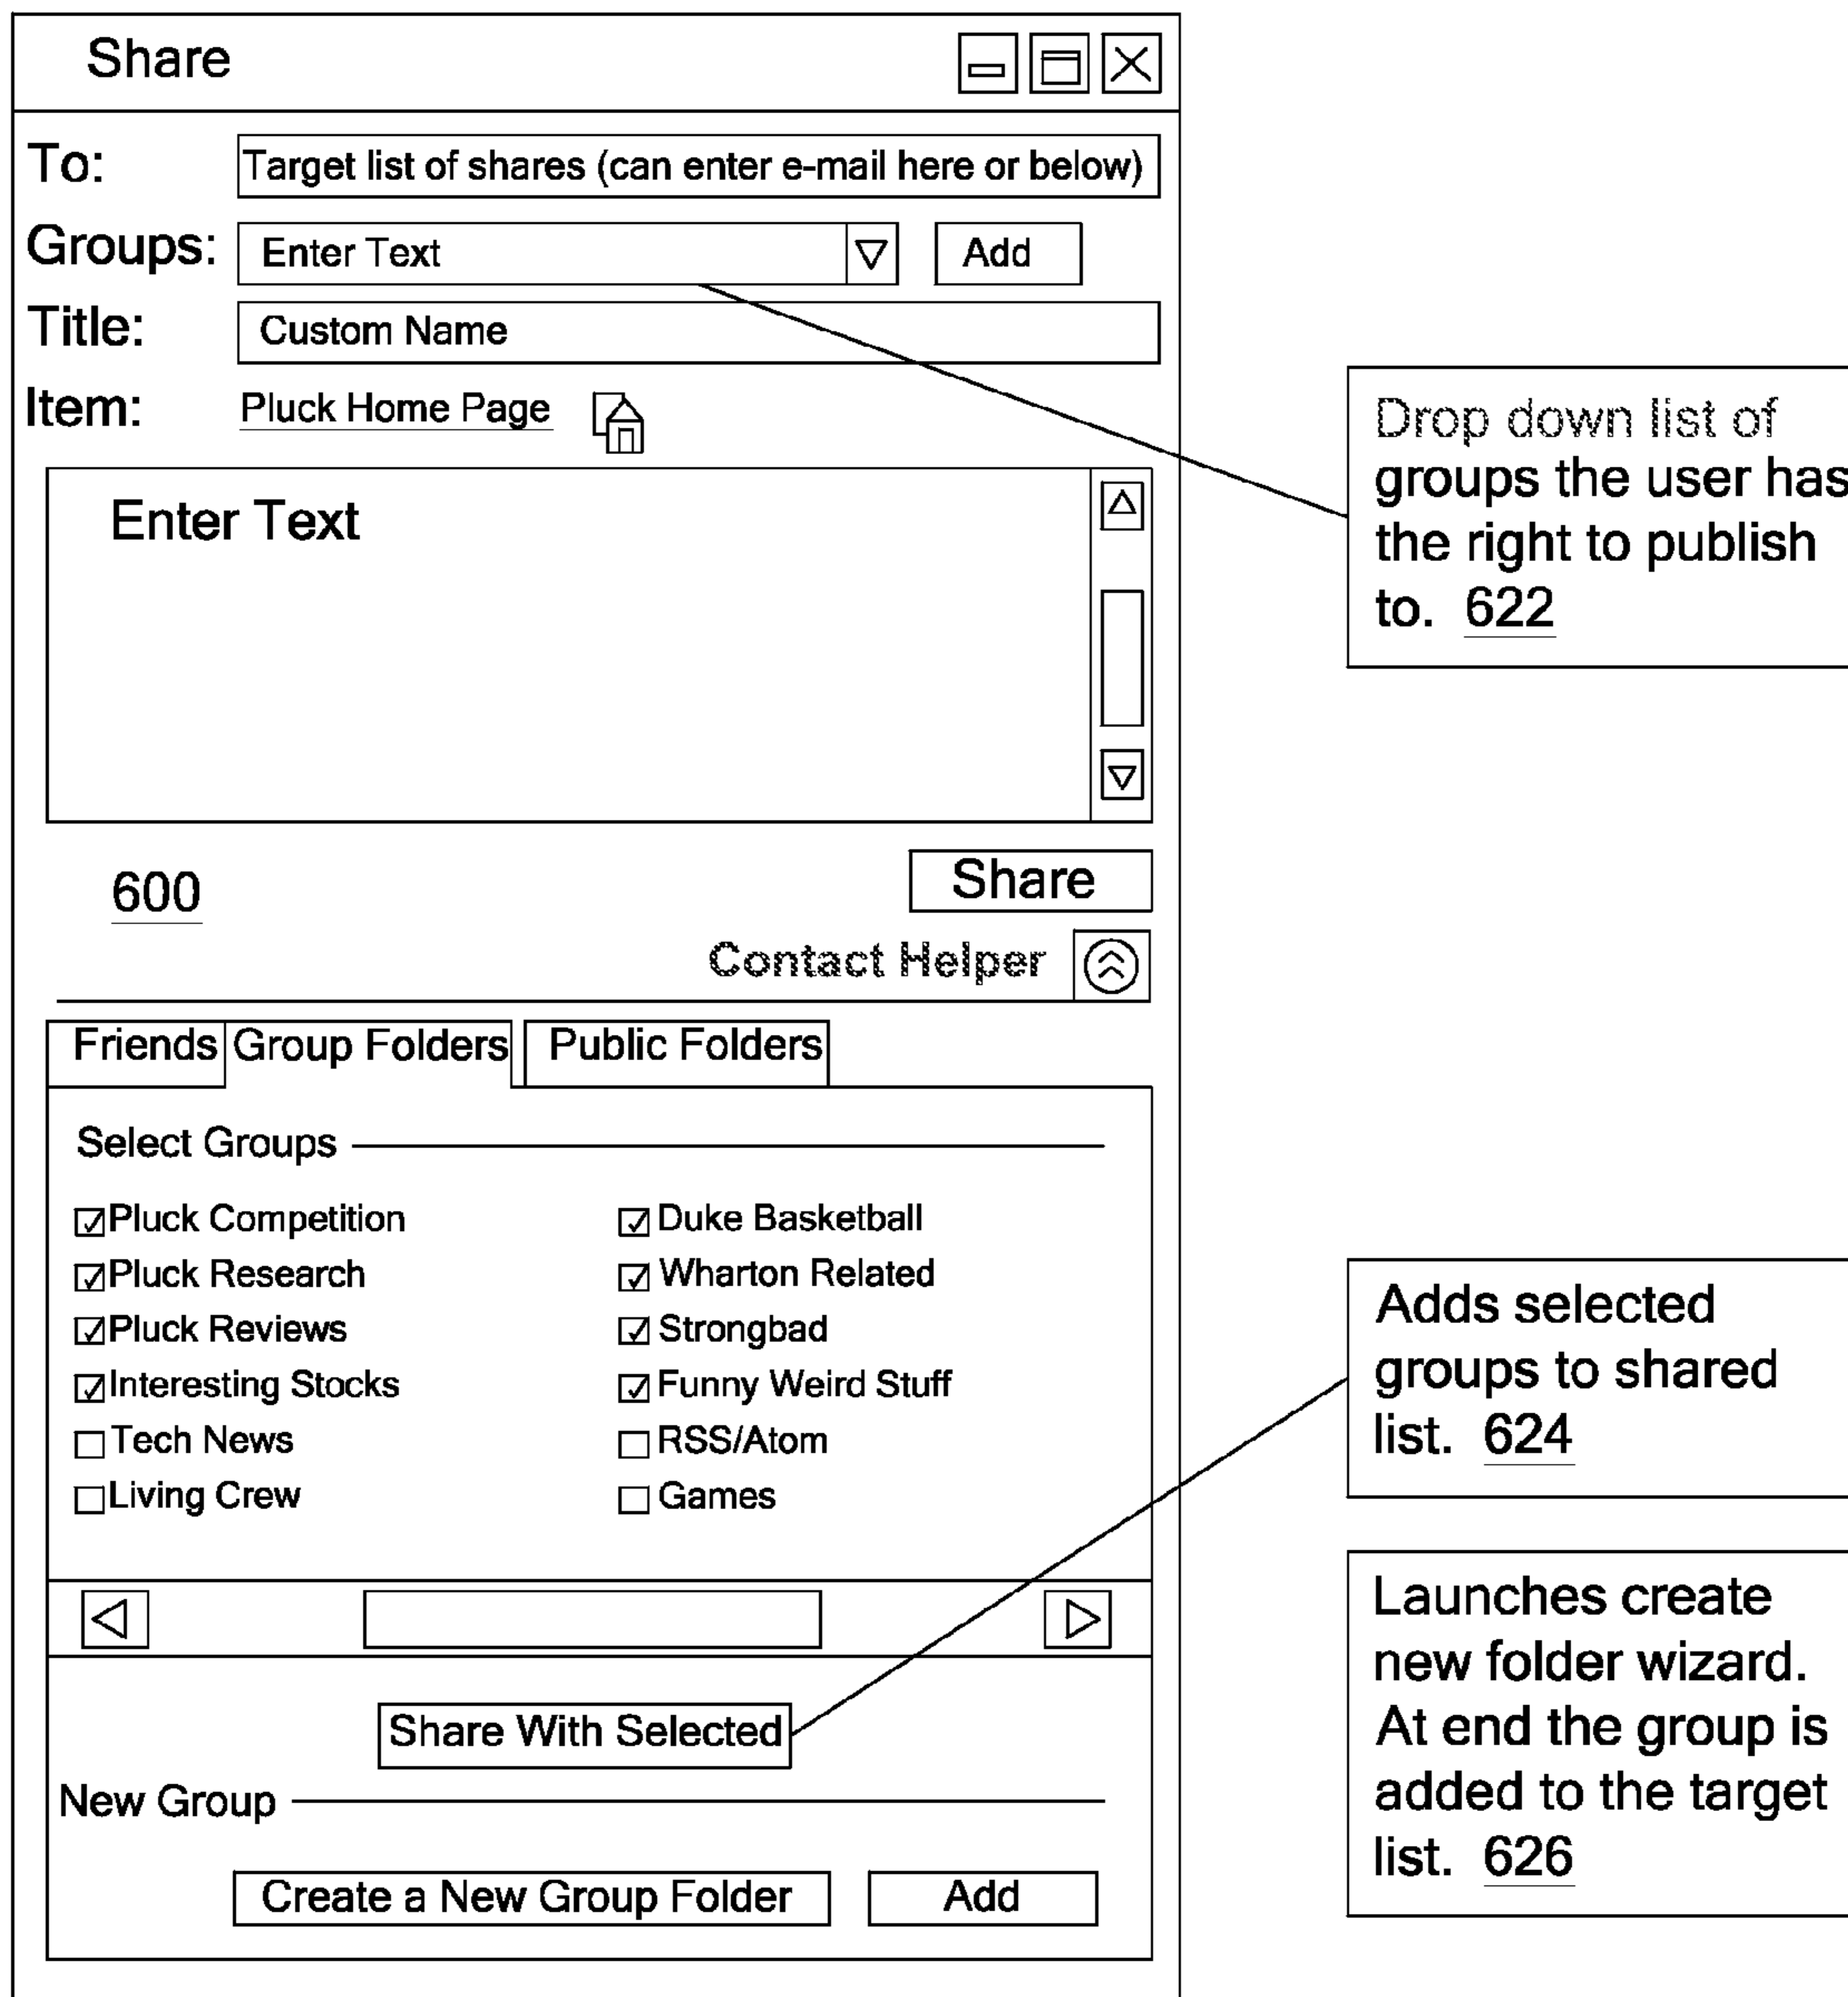 Share
To: Target list of shares (can enter e-mail here or below)
Groups: Enter Text Add
Title: Custom Name
Item: Pluck Home Page
Enter Text
600 Share
Contact Helper
Friends Group Folders Public Folders
Select Groups
Pluck Competition Duke Basketball
Pluck Research Wharton Related
Pluck Reviews Strongbad
Interesting Stocks Funny Weird Stuff
Tech News RSS/Atom
Living Crew Games
Share With Selected
New Group
Create a New Group Folder Add
Drop down list of
groups the user has
the right to publish
to. 622
Adds selected
groups to shared
list. 624
Launches create
new folder wizard.
At end the group is
added to the target
list. 626